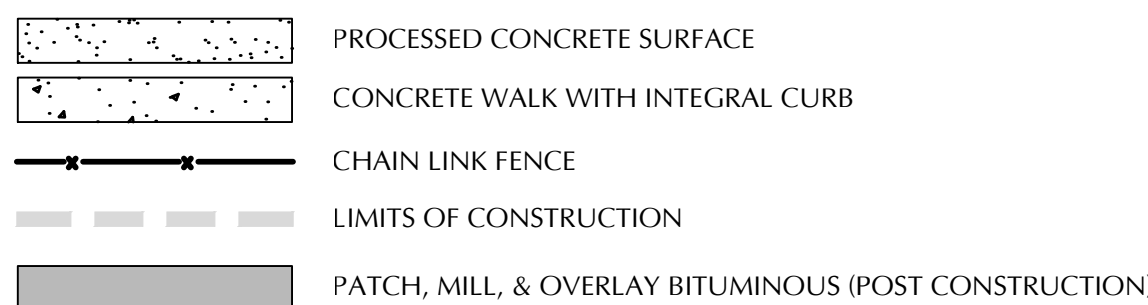 PROCESSED CONCRETE SURFACE
CONCRETE WALK WITH INTEGRAL CURB
CHAIN LINK FENCE
LIMITS OF CONSTRUCTION
PATCH, MILL, & OVERLAY BITUMINOUS (POST CONSTRUCTION)